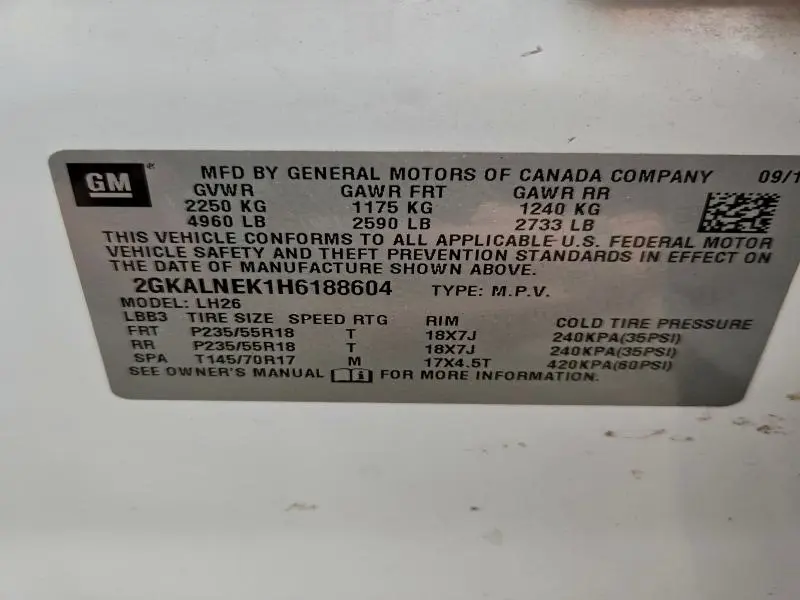 GM MFD BY GENERAL MOTORS OF CANADA COMPANY 09/1
GVWR GAWR FRT GAWR RR
2250 KG 1175 KG 1240 KG
4960 LB 2590 LB 2733 LB
THIS VEHICLE CONFORMS TO ALL APPLICABLE U.S. FEDERAL MOTOR
VEHICLE SAFETY AND THEFT PREVENTION STANDARDS IN EFFECT ON
THE DATE OF MANUFACTURE SHOWN ABOVE.
2GKALNEK1H6188604 TYPE: M.P.V.
MODEL: LH26
LBB3 TIRE SIZE SPEED RTG RIM COLD TIRE PRESSURE
FRT P235/55R18 T 18X7J 240KPA(35PSI)
RR P235/55R18 T 18X7J 240KPA(35PSI)
SPA T145/70R17 M 17X4.5T 420KPA(60PSI)
SEE OWNER'S MANUAL FOR MORE INFORMATION.